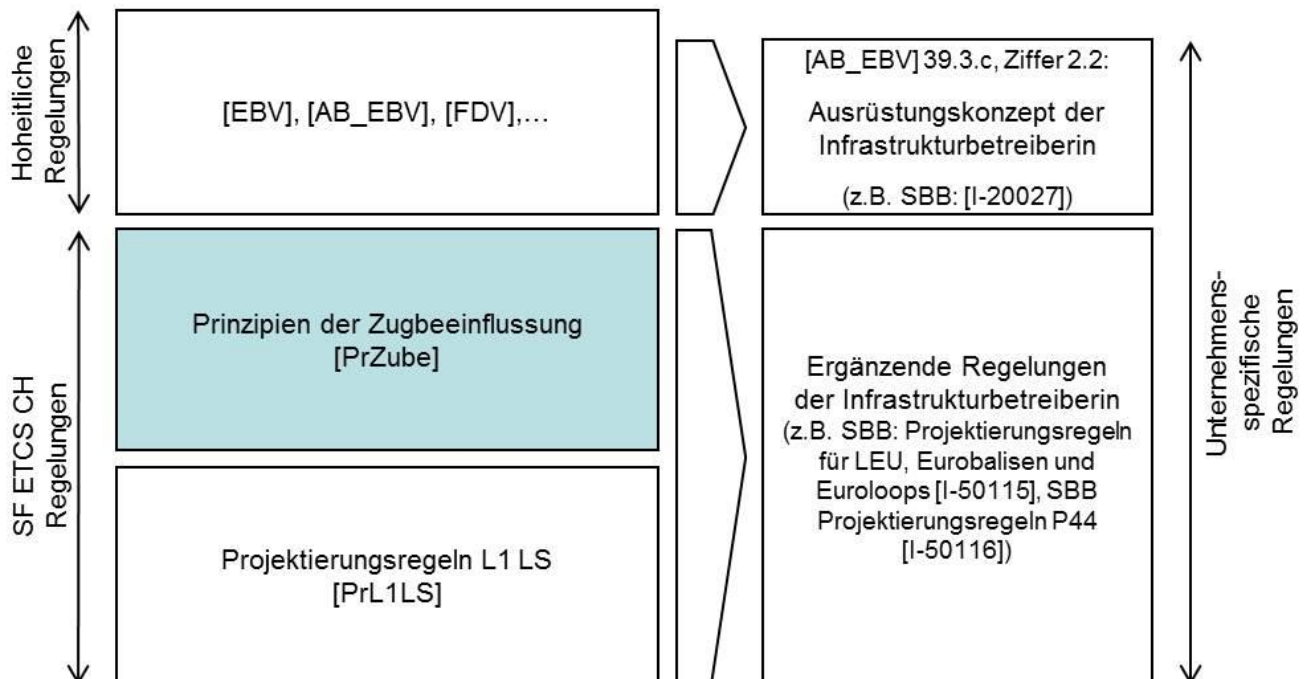 Hoheitliche
Regelungen
[EBV], [AB_EBV], [FDV],…
[AB_EBV] 39.3.c, Ziffer 2.2:
Ausrüstungskonzept der
Infrastrukturbetreiberin
(z.B. SBB: [I-20027])
SF ETCS CH
Regelungen
Prinzipien der Zugbeeinflussung
[PrZube]
Projektierungsregeln L1 LS
[PrL1LS]
Ergänzende Regelungen
der Infrastrukturbetreiberin
(z.B. SBB: Projektierungsregeln
für LEU, Eurobalisen und
Euroloops [I-50115], SBB
Projektierungsregeln P44
[I-50116])
Unternehmens-
spezifische
Regelungen